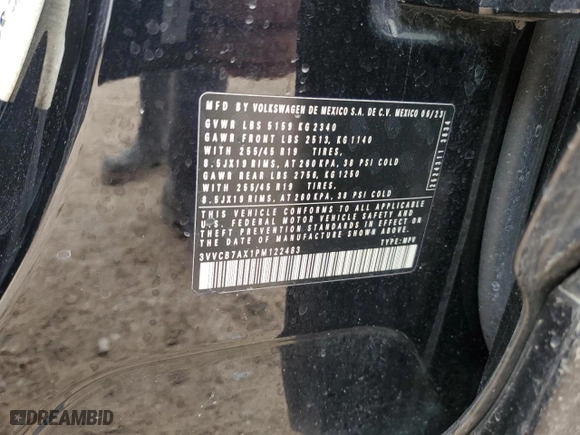 MFD BY VOLKSWAGEN DE MEXICO S.A. DE C.V. MEXICO 06/23
GVWR LBS 5159 KG 2340
GAWR FRONT LBS 2513, KG 1140
WITH 255/45 R19 TIRES.
8.5JX19 RIMS, AT 260 KPA, 38 PSI COLD
GAWR REAR LBS 2756, KG 1250
WITH 255/45 R19 TIRES.
8.5JX19 RIMS, AT 260 KPA, 38 PSI COLD
THIS VEHICLE CONFORMS TO ALL APPLICABLE
U.S. FEDERAL MOTOR VEHICLE SAFETY AND
THEFT PREVENTION STANDARDS IN EFFECT ON
THE DATE OF MANUFACTURE SHOWN ABOVE.
3VVCB7AX1PM122463 TYPE: MPV
DREAMBID